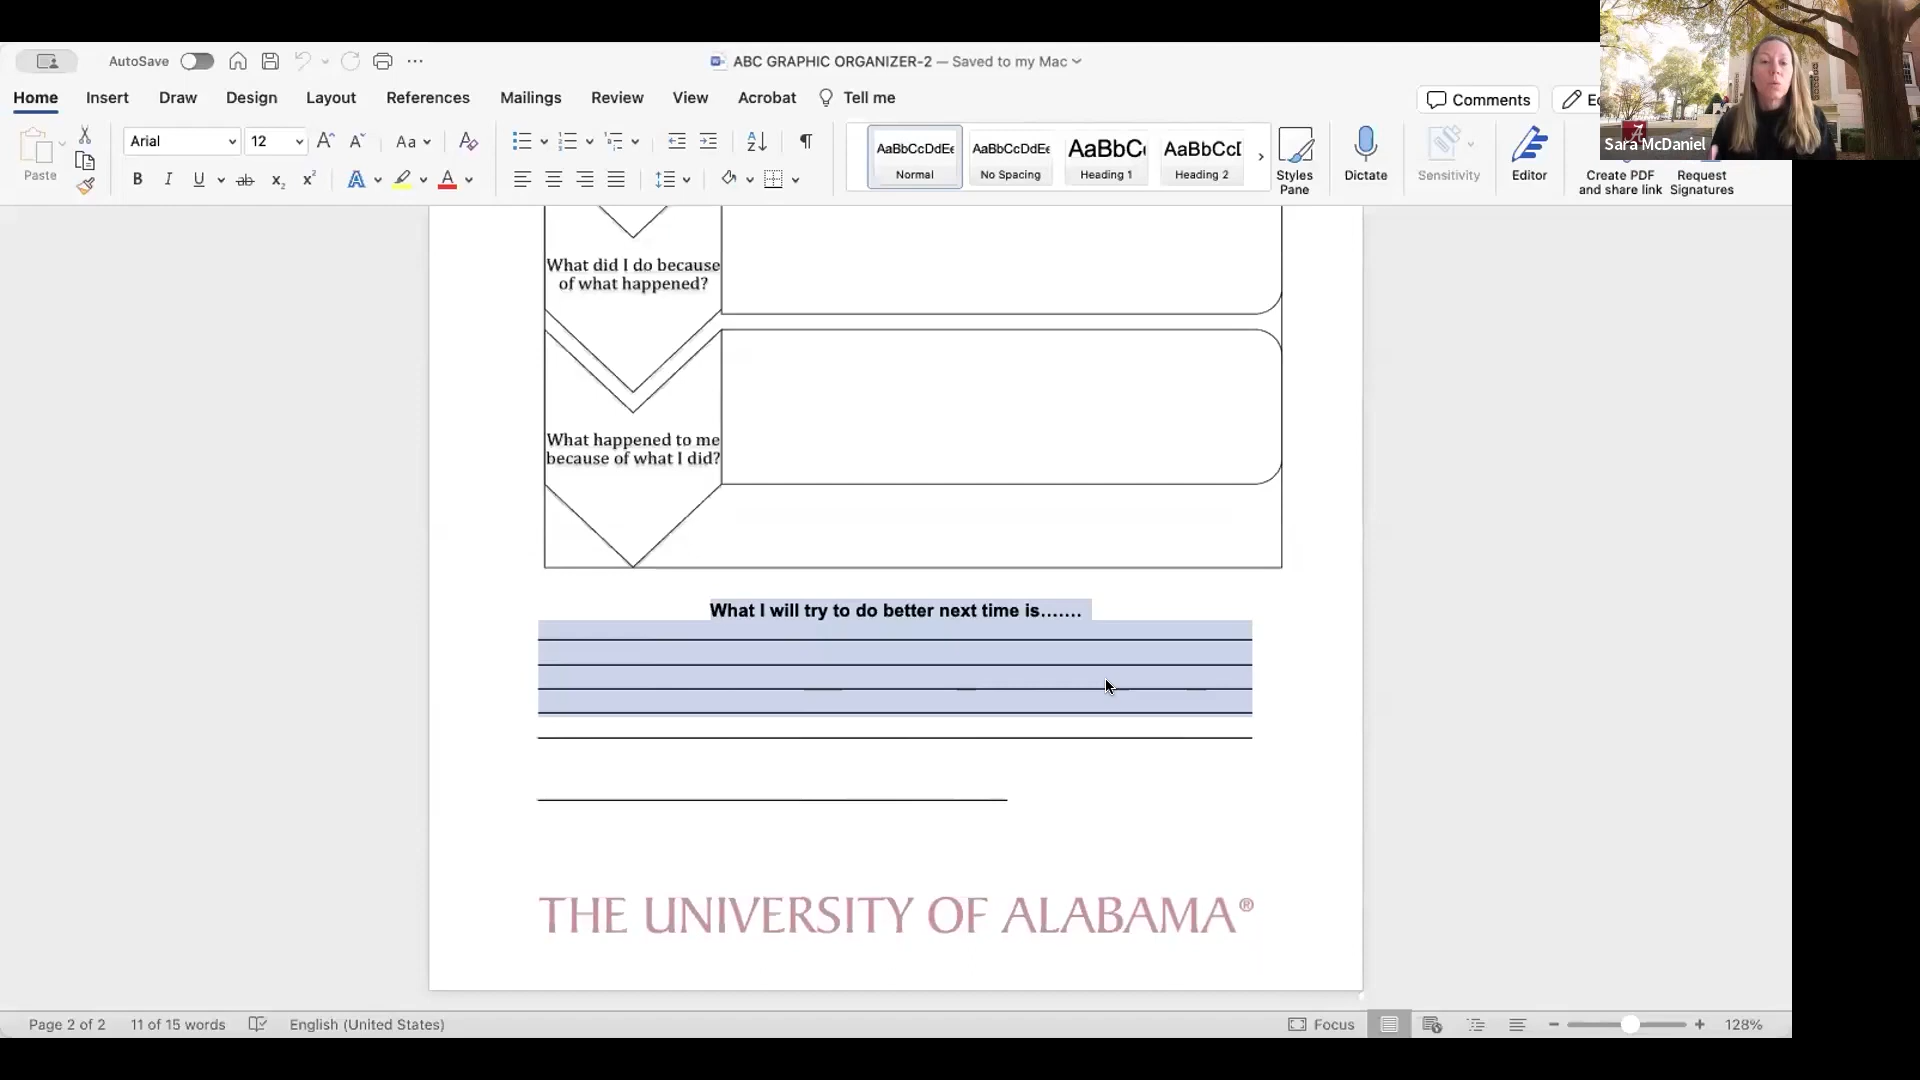 AutoSave
ABC GRAPHIC ORGANIZER-2 — Saved to my Mac
Home Insert Draw Design Layout References Mailings Review View Acrobat Tell me
Comments
Paste
Arial 12
Aa
AaBbCcDdEe
Normal
AaBbCcDdEe
No Spacing
AaBbC
Heading 1
AaBbCcI
Heading 2
Styles
Pane
Dictate
Sensitivity
Editor
Create PDF
and share link
Request
Signatures
Sara McDaniel
What did I do because
of what happened?
What happened to me
because of what I did?
What I will try to do better next time is…….
THE UNIVERSITY OF ALABAMA®
Page 2 of 2 11 of 15 words English (United States)
Focus
128%